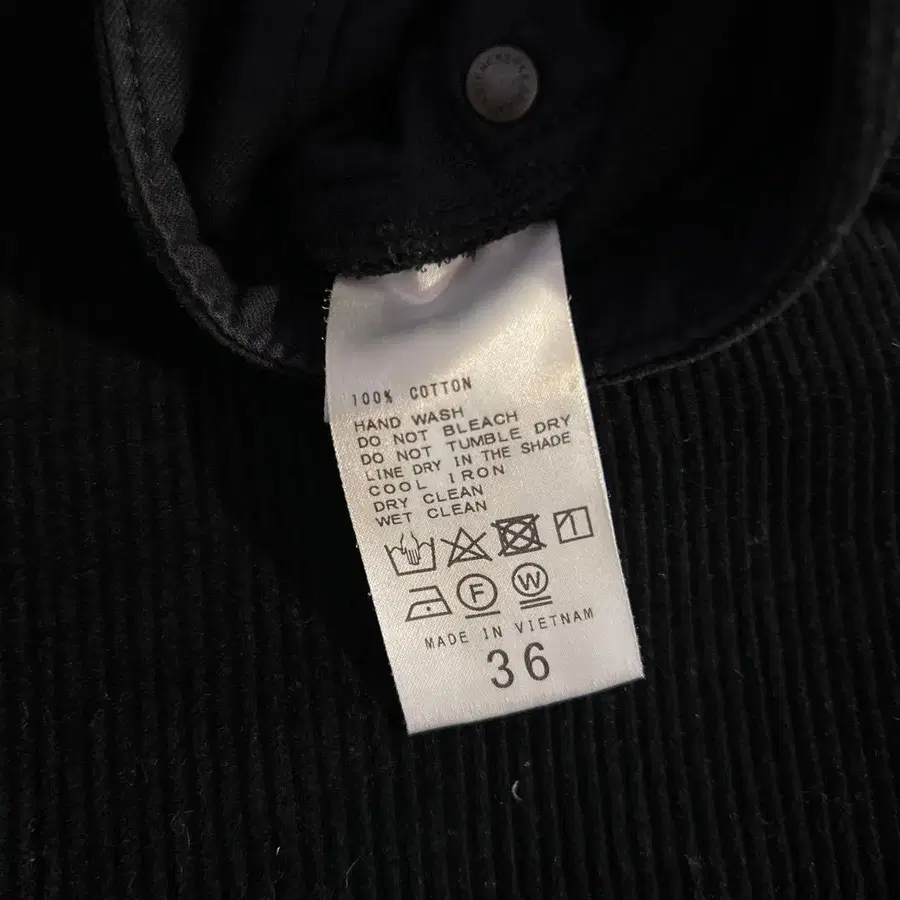 100% COTTON
HAND WASH
DO NOT BLEACH
DO NOT TUMBLE DRY
LINE DRY IN THE SHADE
COOL IRON
DRY CLEAN
WET CLEAN
F W
MADE IN VIETNAM
36